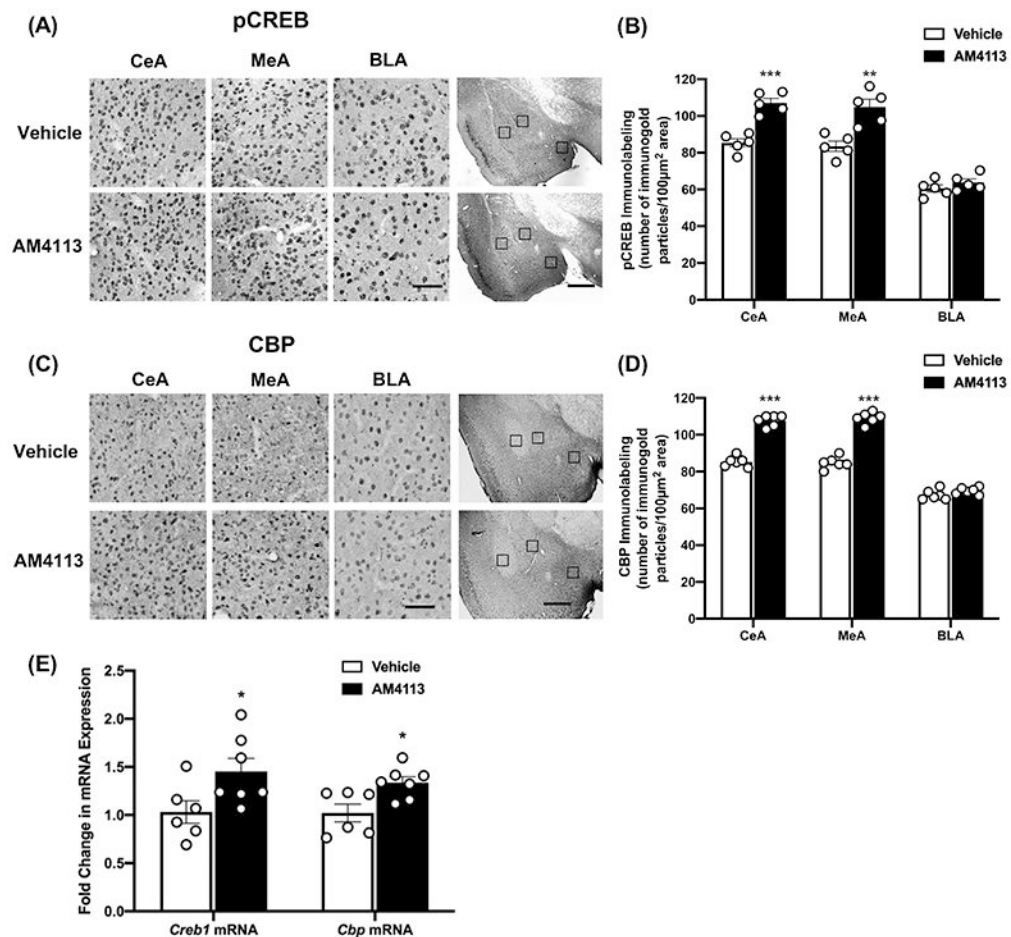 (A)
pCREB
CeA
MeA
BLA
Vehicle
AM4113
(B)
Vehicle
AM4113
pCREB Immunolabeling
(number of immunogold
particles/100µm² area)
120
100
80
60
40
20
0
***
**
CeA
MeA
BLA
(C)
CBP
CeA
MeA
BLA
Vehicle
AM4113
(D)
Vehicle
AM4113
CBP Immunolabeling
(number of immunogold
particles/100µm² area)
120
100
80
60
40
20
0
***
***
CeA
MeA
BLA
(E)
Vehicle
AM4113
Fold Change in mRNA Expression
2.5
2.0
1.5
1.0
0.5
0.0
*
*
Creb1 mRNA
Cbp mRNA